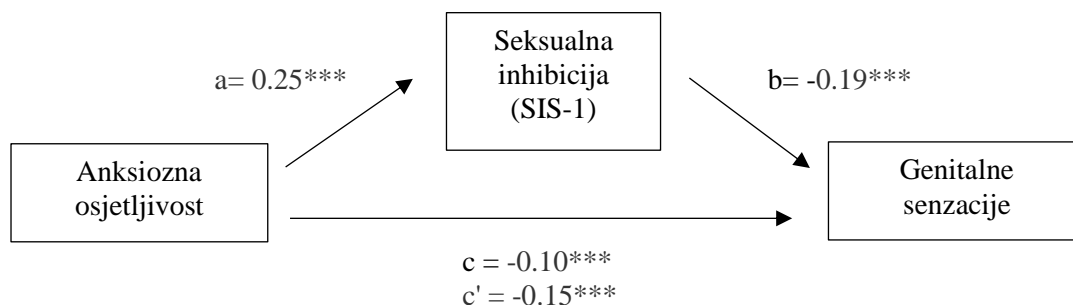 Seksualna
inhibicija
(SIS-1)
a= 0.25***
b= -0.19***
Anksiozna
osjetljivost
Genitalne
senzacije
c = -0.10***
c' = -0.15***